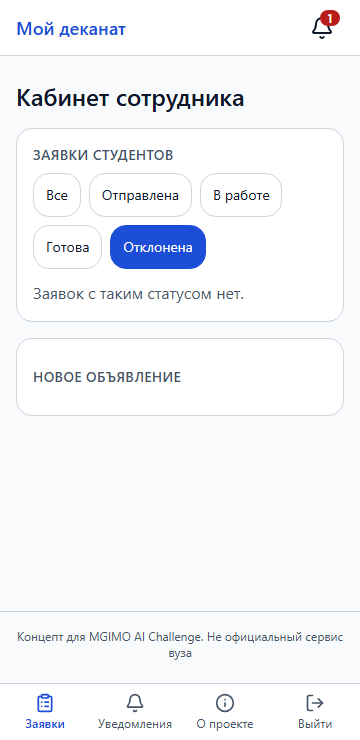 Мой деканат
1
Кабинет сотрудника
ЗАЯВКИ СТУДЕНТОВ
Все
Отправлена
В работе
Готова
Отклонена
Заявок с таким статусом нет.
НОВОЕ ОБЪЯВЛЕНИЕ
Концепт для MGIMO AI Challenge. Не официальный сервис
вуза
Заявки
Уведомления
О проекте
Выйти